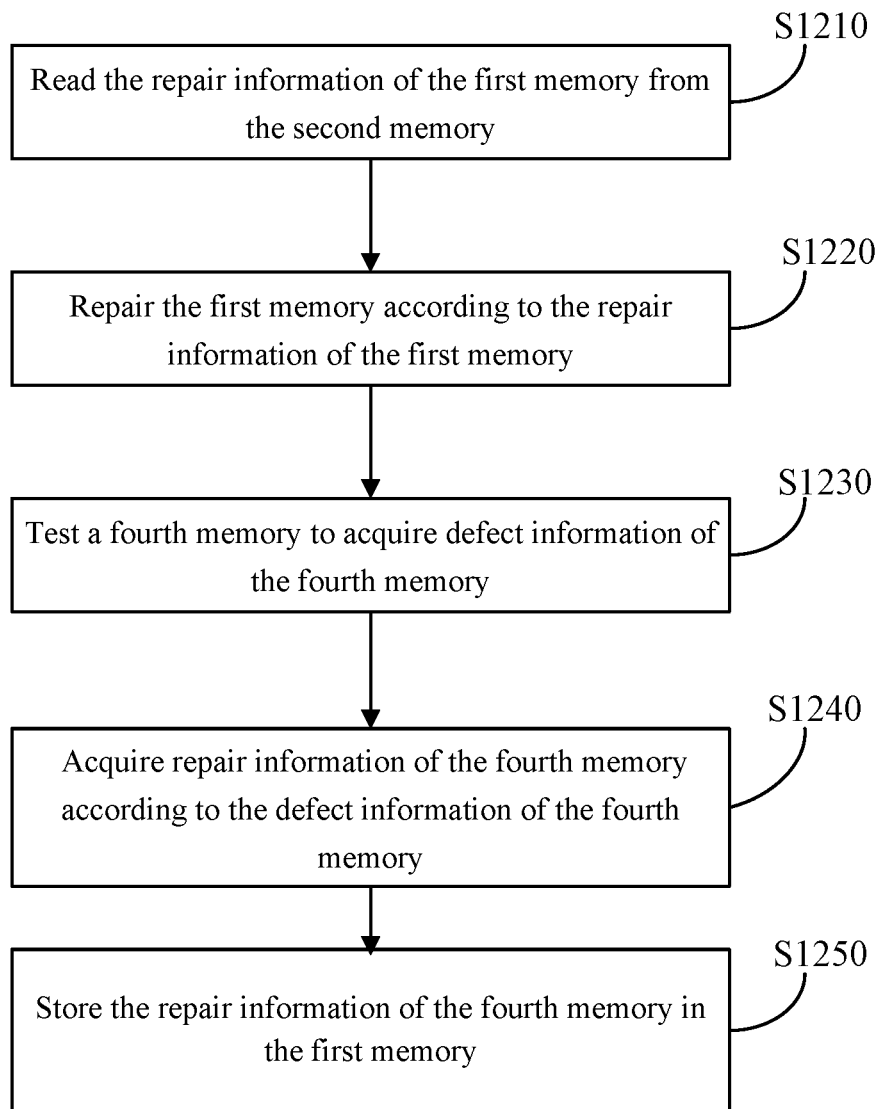 S1210
Read the repair information of the first memory from
the second memory
S1220
Repair the first memory according to the repair
information of the first memory
S1230
Test a fourth memory to acquire defect information of
the fourth memory
S1240
Acquire repair information of the fourth memory
according to the defect information of the fourth
memory
S1250
Store the repair information of the fourth memory in
the first memory